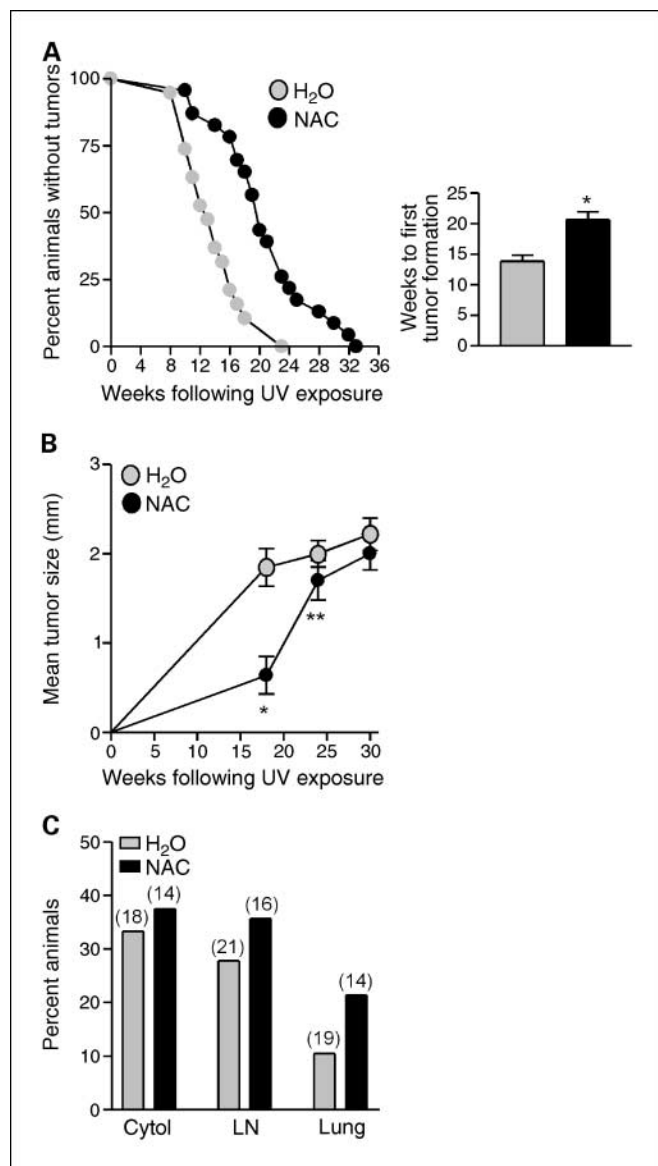 A
H₂O
NAC
Percent animals without tumors
100
75
50
25
0
0 4 8 12 16 20 24 28 30 32 36
Weeks following UV exposure
Weeks to first
tumor formation
25
20
15
10
5
0
*
B
H₂O
NAC
Mean tumor size (mm)
3
2
1
0
*
**
0 5 10 15 20 25 30
Weeks following UV exposure
C
H₂O
NAC
Percent animals
50
40
30
20
10
0
(18) (14) (21) (16) (19) (14)
Cytol LN Lung